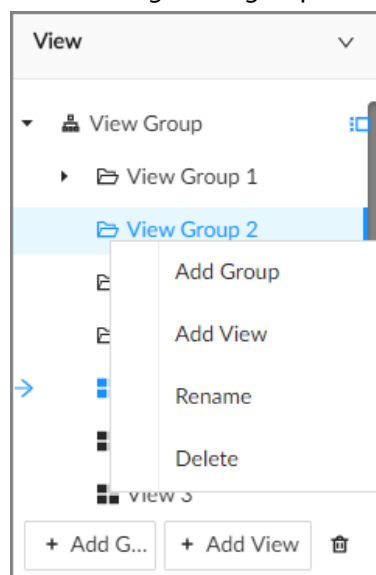 View
View Group
View Group 1
View Group 2
Add Group
Add View
Rename
Delete
View 3
+ Add G...
+ Add View